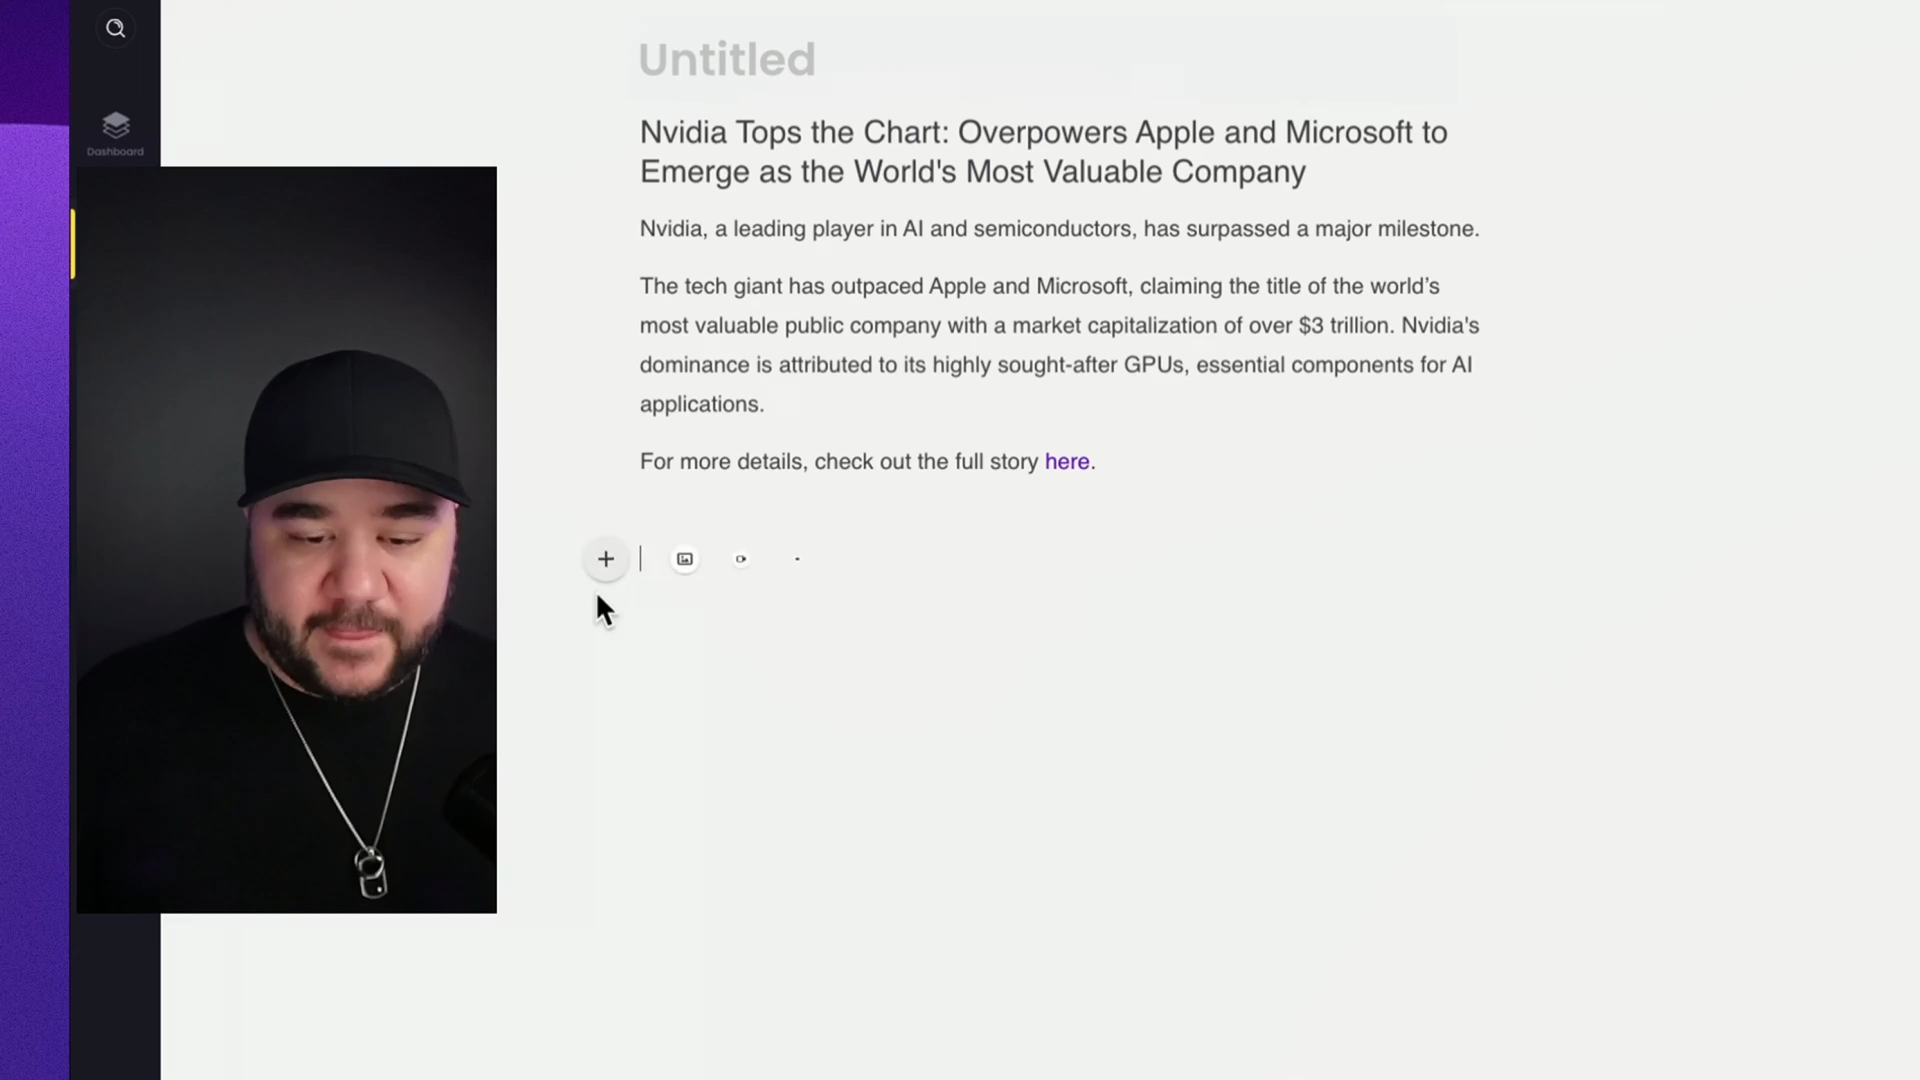 Untitled
Dashboard
Nvidia Tops the Chart: Overpowers Apple and Microsoft to
Emerge as the World's Most Valuable Company
Nvidia, a leading player in AI and semiconductors, has surpassed a major milestone.
The tech giant has outpaced Apple and Microsoft, claiming the title of the world’s
most valuable public company with a market capitalization of over $3 trillion. Nvidia's
dominance is attributed to its highly sought-after GPUs, essential components for AI
applications.
For more details, check out the full story here.